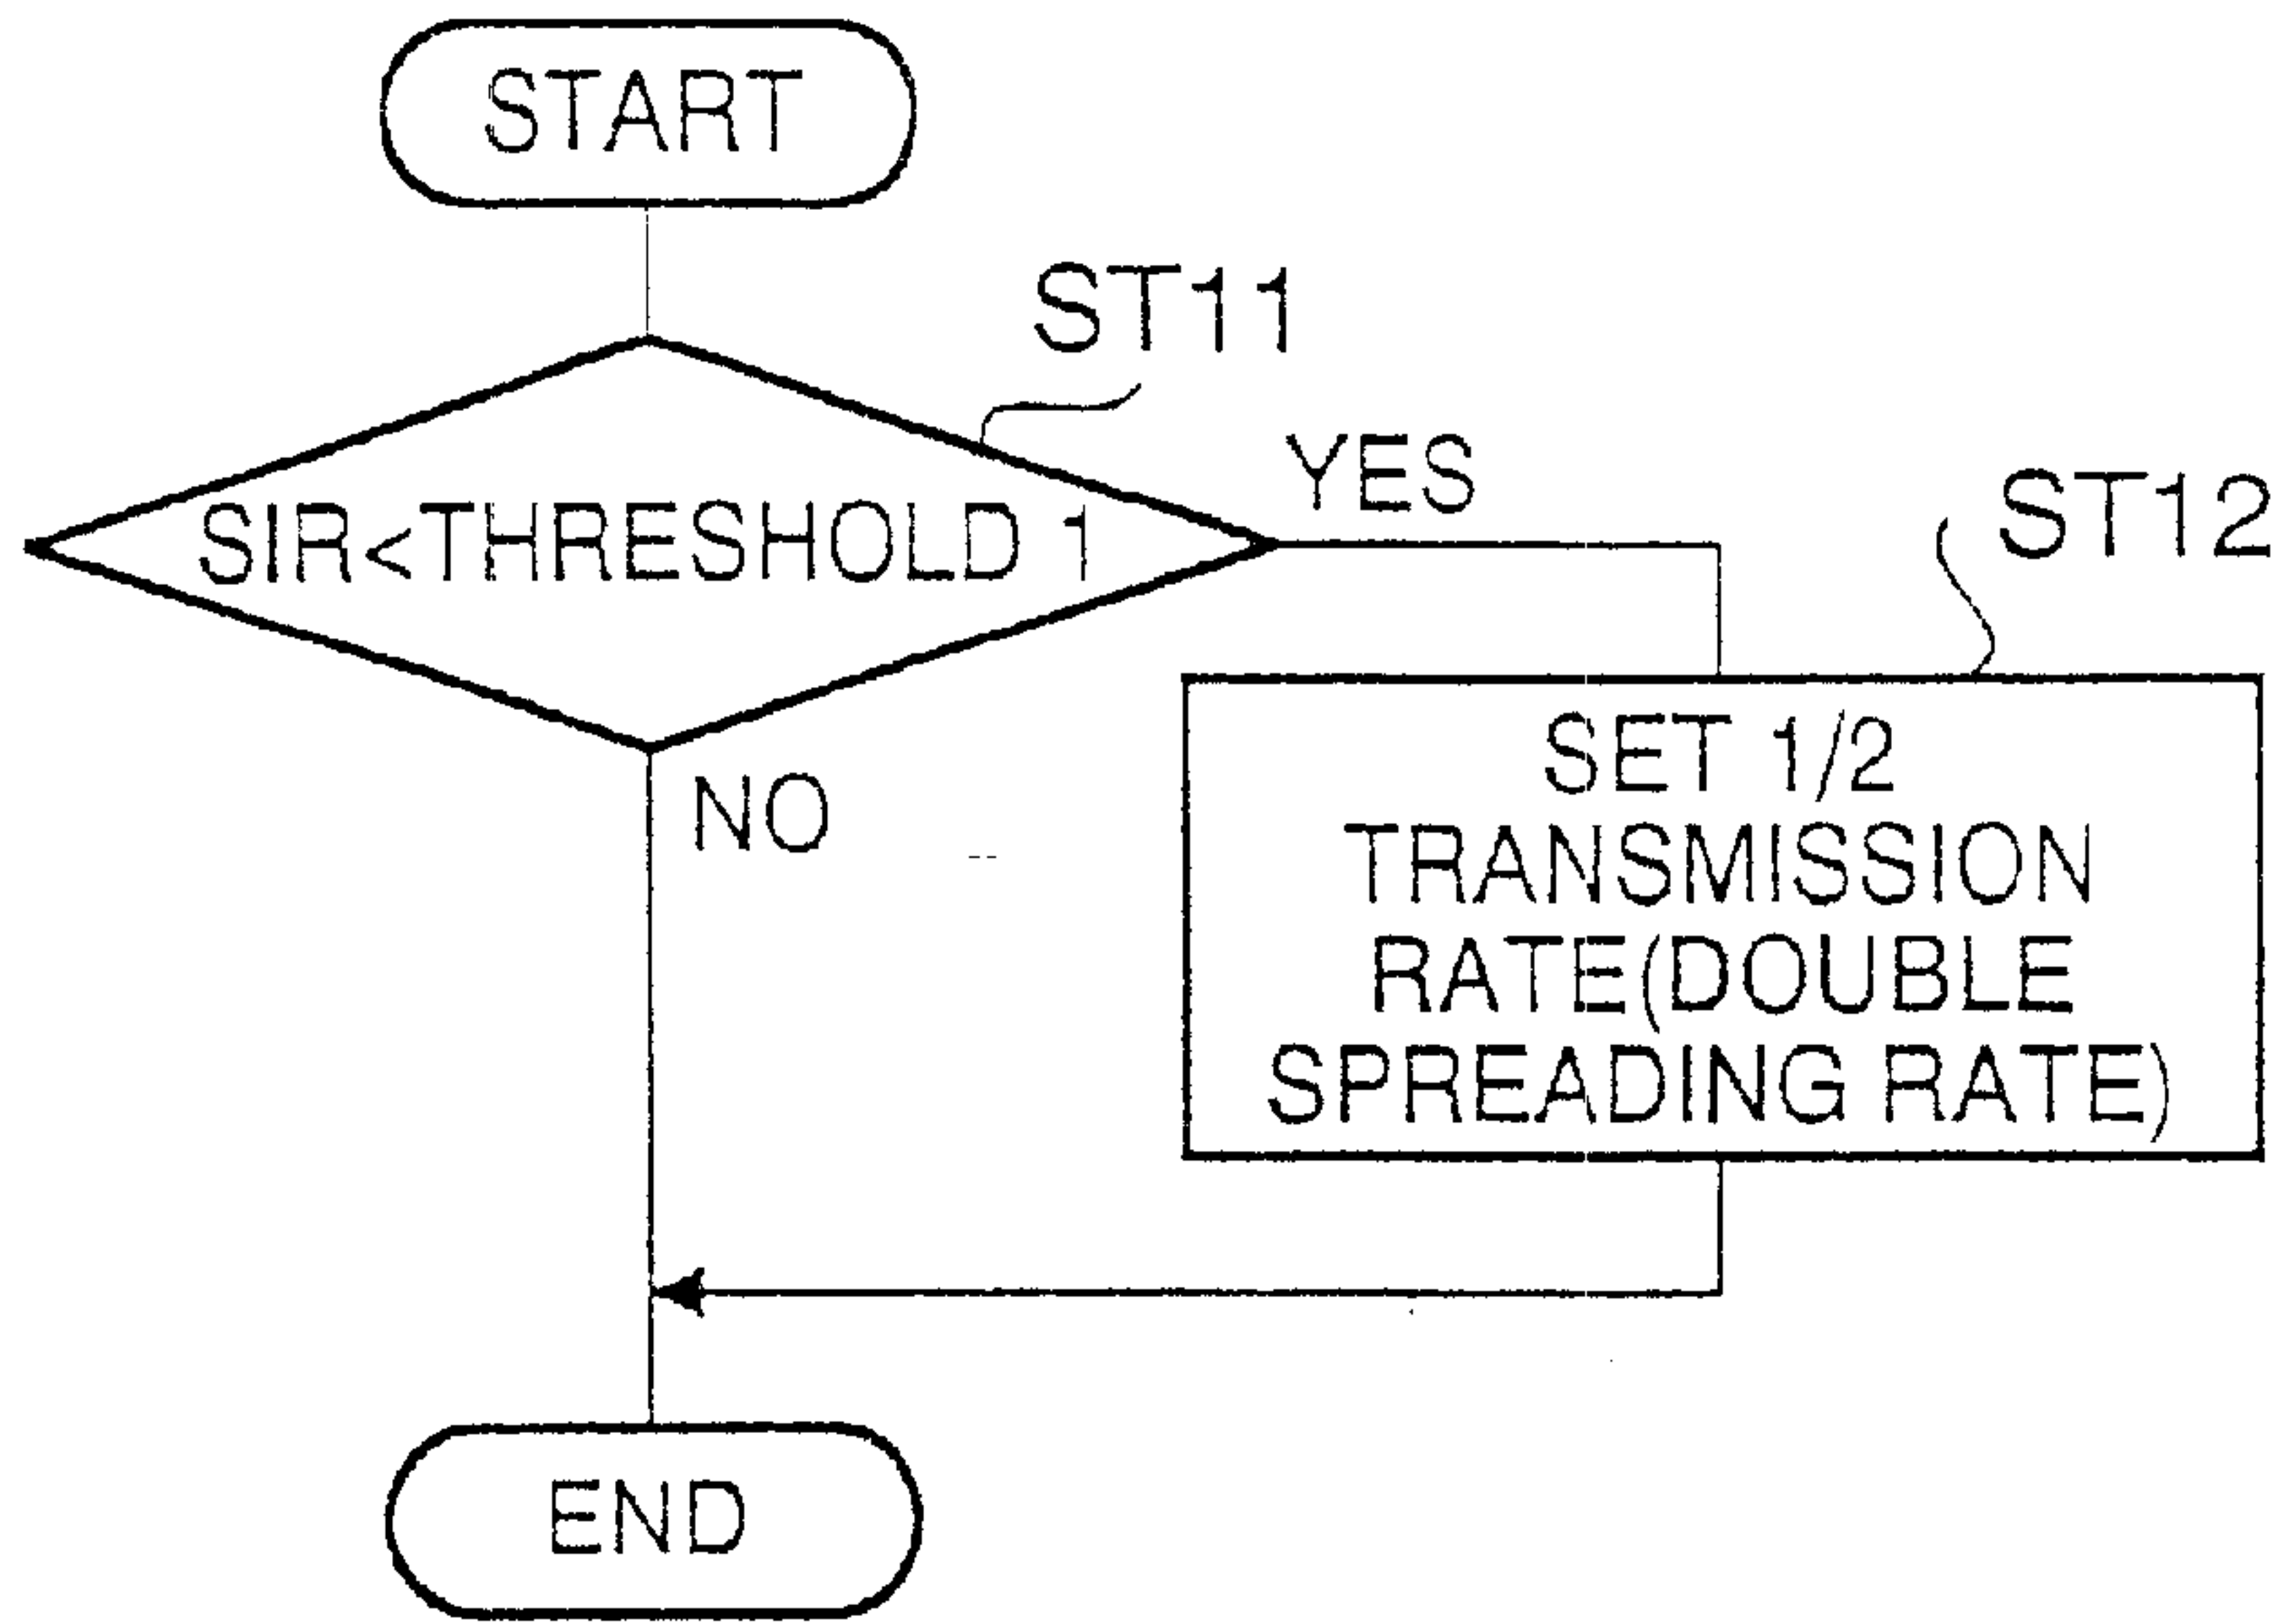 START
ST11
SIR<THRESHOLD 1
YES
ST12
NO
SET 1/2
TRANSMISSION
RATE(DOUBLE
SPREADING RATE)
END